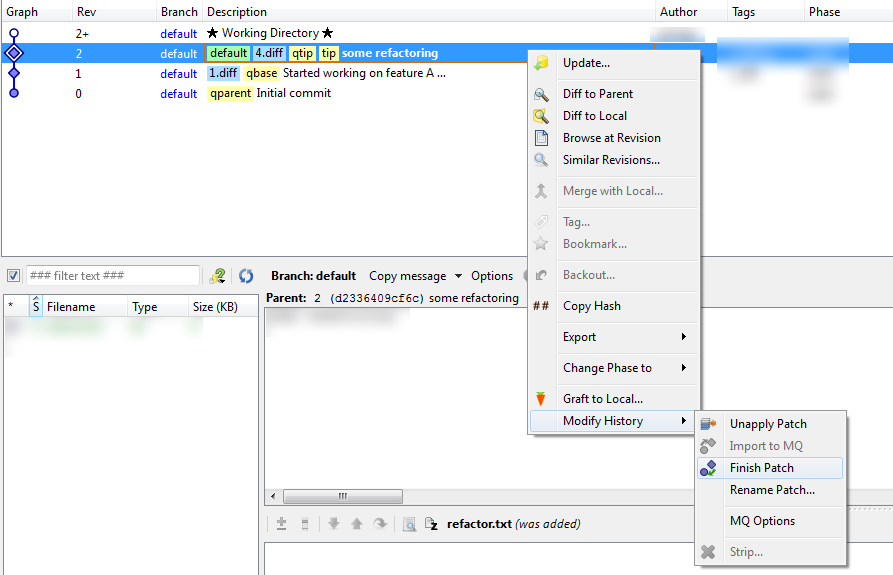 Graph Rev Branch Description Author Tags Phase
2+ default ★ Working Directory ★
2 default default 4.diff qtip tip some refactoring
1 default 1.diff qbase Started working on feature A ...
0 default qparent Initial commit
Update...
Diff to Parent
Diff to Local
Browse at Revision
Similar Revisions...
Merge with Local...
Tag...
Bookmark...
Backout...
## Copy Hash
Export
Change Phase to
Graft to Local...
Modify History
Unapply Patch
Import to MQ
Finish Patch
Rename Patch...
MQ Options
Strip...
### filter text ###
Branch: default Copy message Options
* S Filename Type Size (KB)
Parent: 2 (d2336409cf6c) some refactoring
refactor.txt (was added)